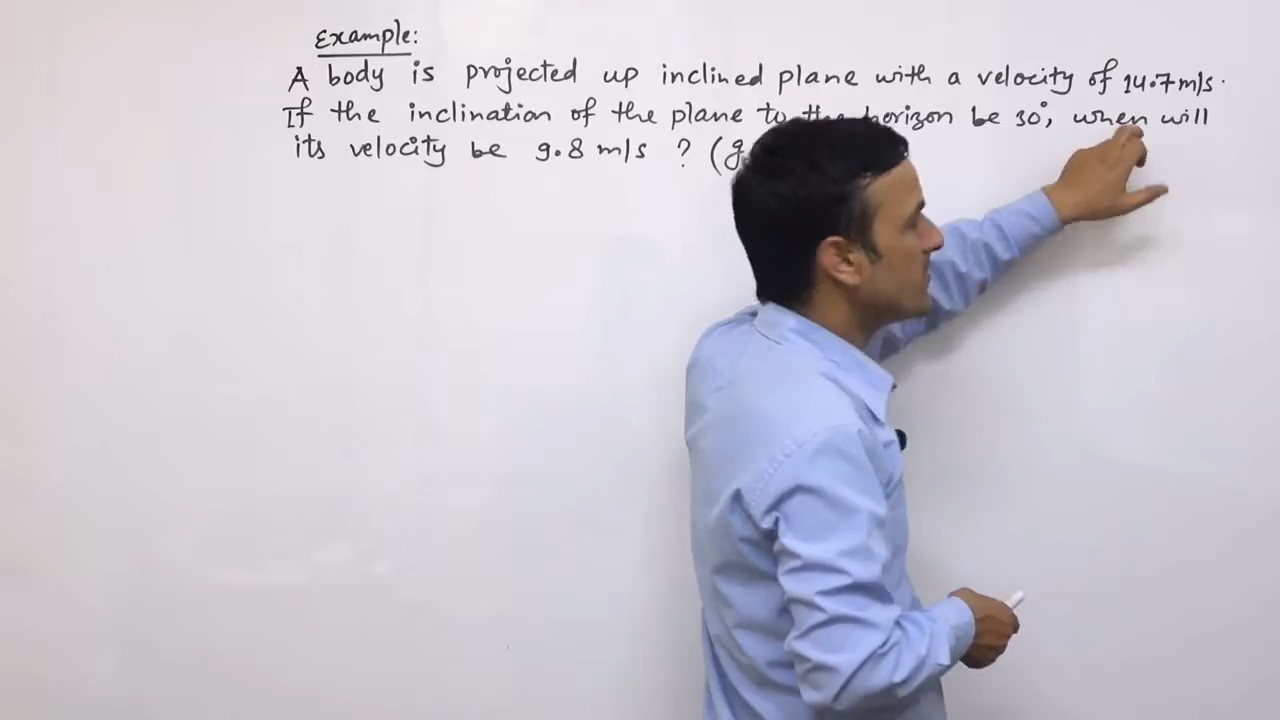 Example:
A body is projected up inclined plane with a velocity of 14.7 m/s.
If the inclination of the plane to the horizon be 30°, when will
its velocity be 9.8 m/s ? (g